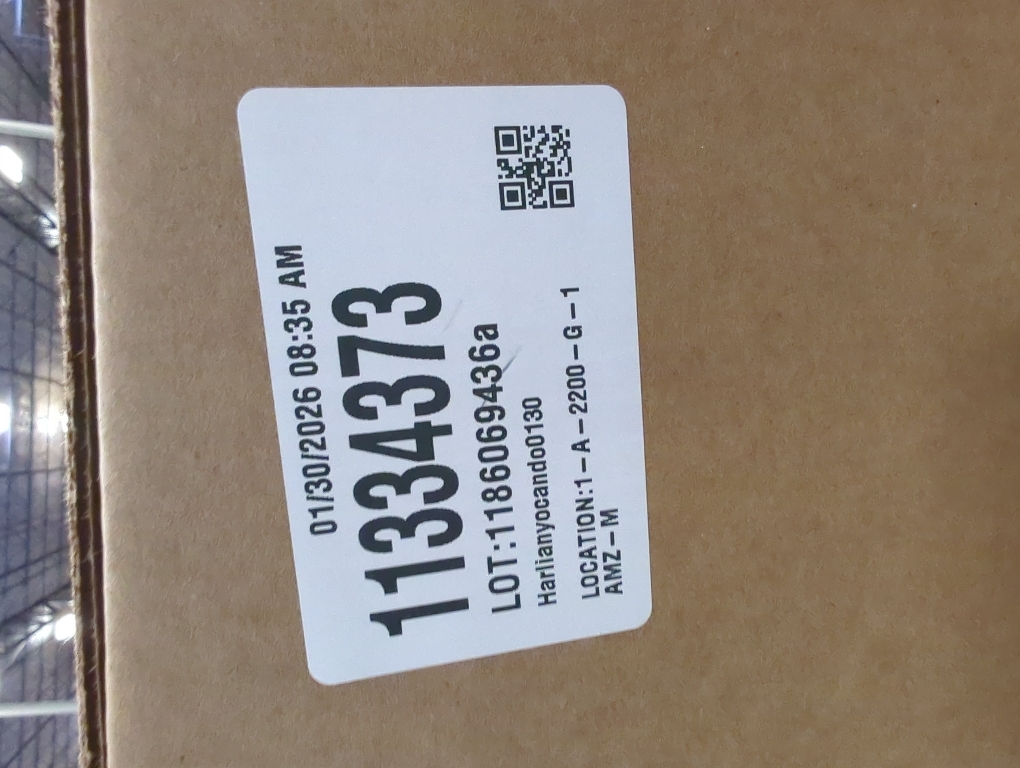 01/30/2026 08:35 AM
11334373
LOT:1186069436a
Harlianyocando0130
LOCATION:1-A-2200-G-1
AMZ-M